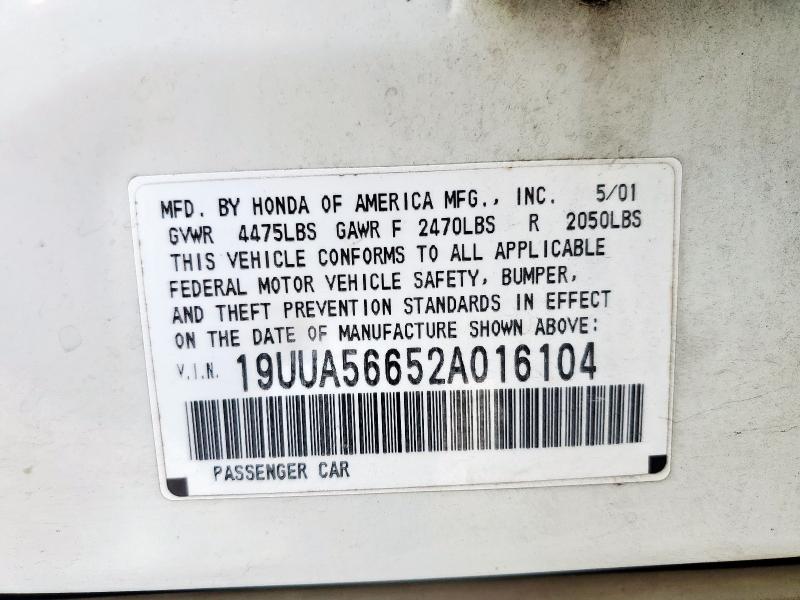 MFD. BY HONDA OF AMERICA MFG., INC. 5/01
GVWR 4475LBS GAWR F 2470LBS R 2050LBS
THIS VEHICLE CONFORMS TO ALL APPLICABLE
FEDERAL MOTOR VEHICLE SAFETY, BUMPER,
AND THEFT PREVENTION STANDARDS IN EFFECT
ON THE DATE OF MANUFACTURE SHOWN ABOVE:
V.I.N. 19UUA56652A016104
PASSENGER CAR